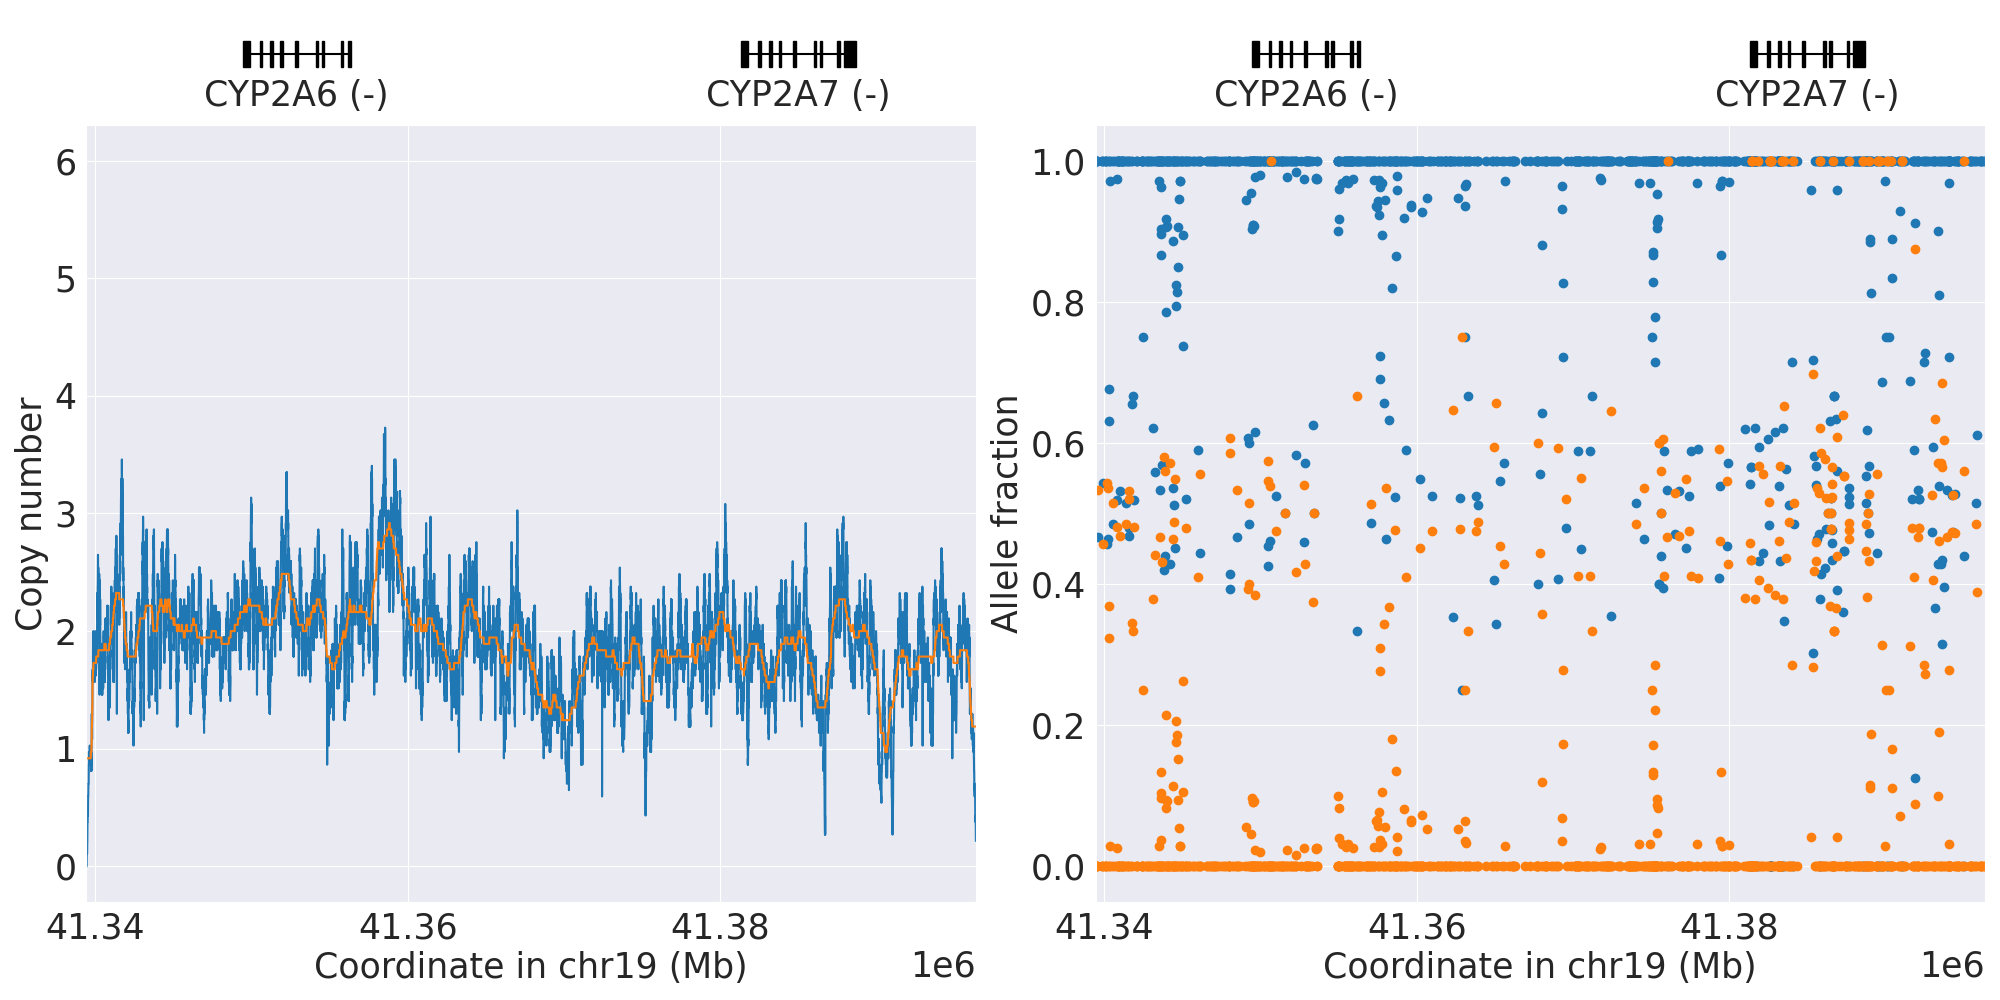 CYP2A6 (-)
CYP2A7 (-)
Copy number
6
5
4
3
2
1
0
41.34
41.36
41.38
Coordinate in chr19 (Mb)
1e6
CYP2A6 (-)
CYP2A7 (-)
Allele fraction
1.0
0.8
0.6
0.4
0.2
0.0
41.34
41.36
41.38
Coordinate in chr19 (Mb)
1e6